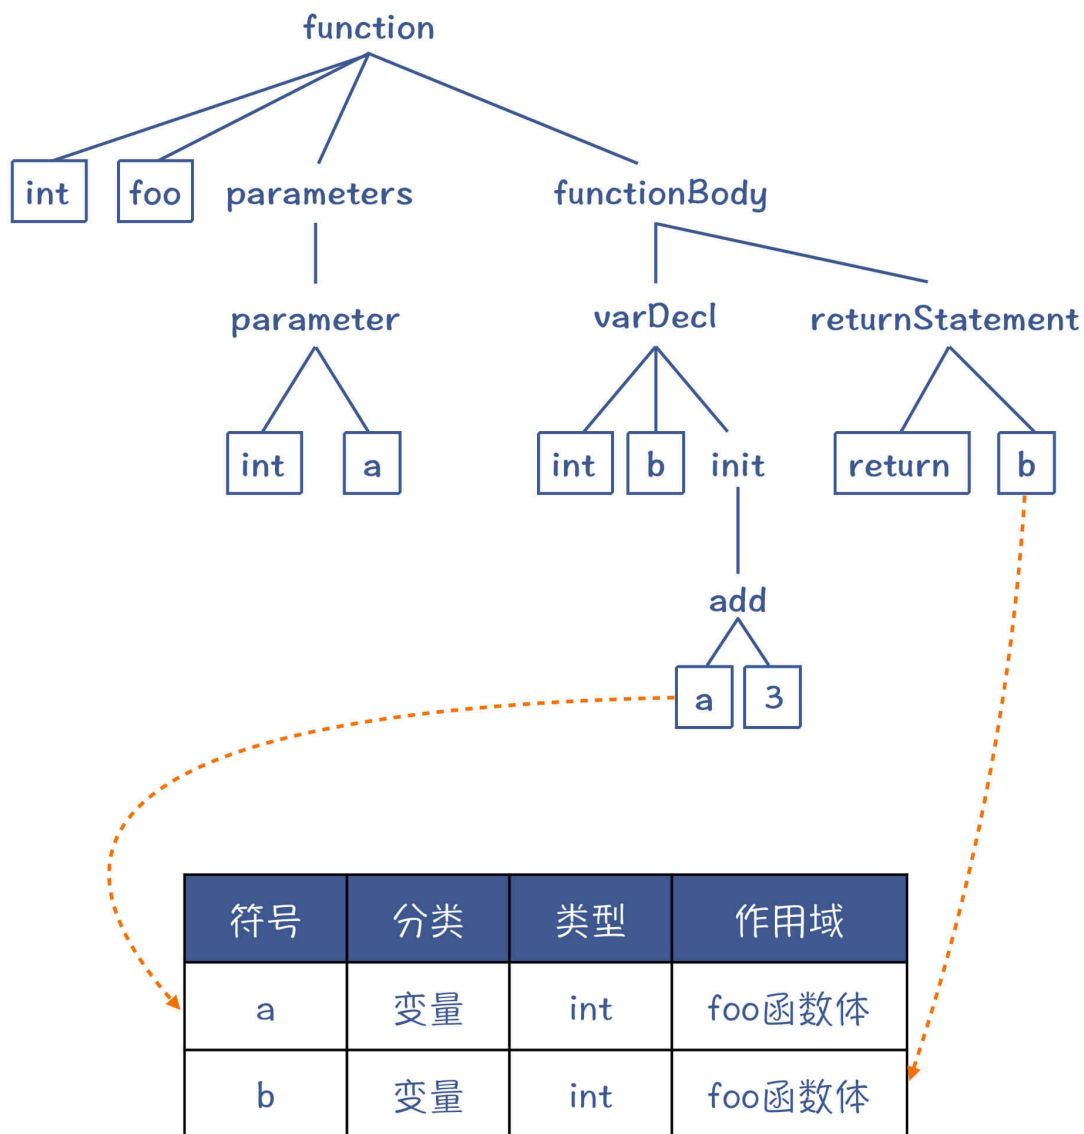 function
int foo parameters functionBody
parameter varDecl returnStatement
int a int b init return b
add
a 3
符号 分类 类型 作用域
a 变量 int foo函数体
b 变量 int foo函数体